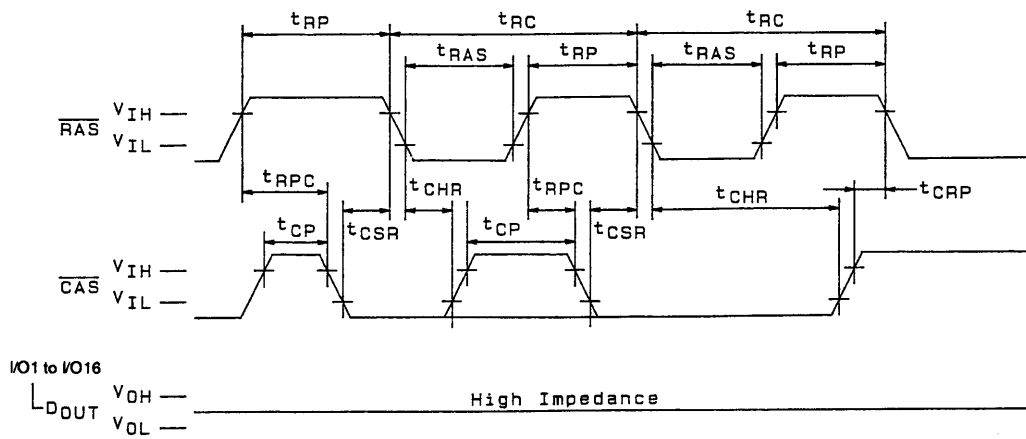 tRP tRC tRC
tRAS tRP tRAS tRP
RAS VIH
VIL
tRPC tCHR tRPC tCHR tCRP
tCP tCSR tCP tCSR
CAS VIH
VIL
I/O1 to I/O16
DOUT VOH High Impedance
VOL